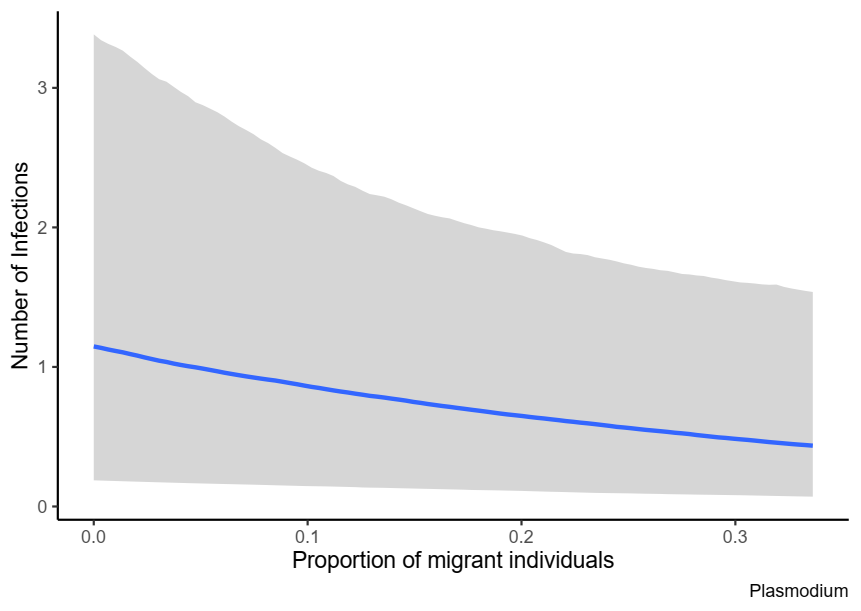 Number of Infections
3
2
1
0
0.0 0.1 0.2 0.3
Proportion of migrant individuals
Plasmodium